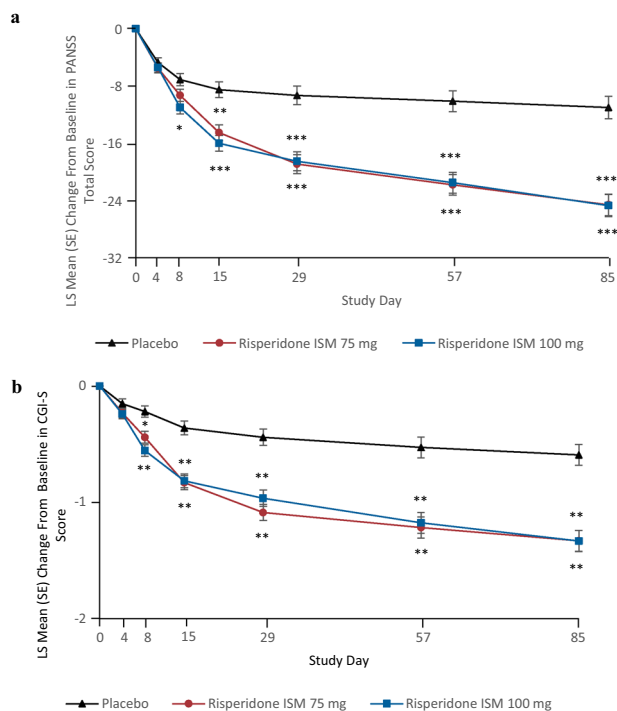 a
LS Mean (SE) Change From Baseline in PANSS
Total Score
0
-8
-16
-24
-32
*
**
***
***
***
***
***
***
***
0 4 8 15 29 57 85
Study Day
Placebo Risperidone ISM 75 mg Risperidone ISM 100 mg
b
LS Mean (SE) Change From Baseline in CGI-S
Score
0
-1
-2
*
**
**
**
**
**
**
**
**
**
0 4 8 15 29 57 85
Study Day
Placebo Risperidone ISM 75 mg Risperidone ISM 100 mg